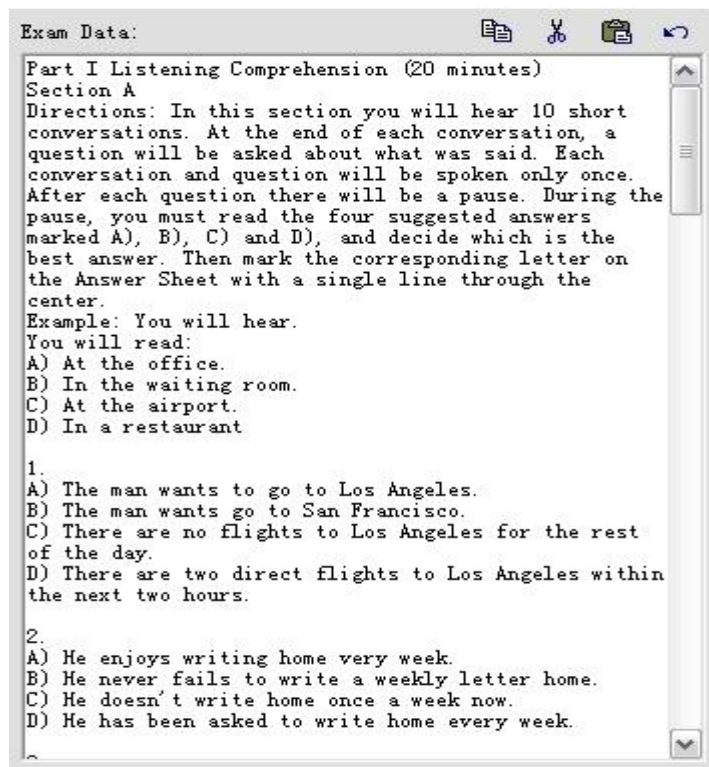 Exam Data:
Part I Listening Comprehension (20 minutes)
Section A
Directions: In this section you will hear 10 short
conversations. At the end of each conversation, a
question will be asked about what was said. Each
conversation and question will be spoken only once.
After each question there will be a pause. During the
pause, you must read the four suggested answers
marked A), B), C) and D), and decide which is the
best answer. Then mark the corresponding letter on
the Answer Sheet with a single line through the
center.
Example: You will hear.
You will read:
A) At the office.
B) In the waiting room.
C) At the airport.
D) In a restaurant
1.
A) The man wants to go to Los Angeles.
B) The man wants go to San Francisco.
C) There are no flights to Los Angeles for the rest
of the day.
D) There are two direct flights to Los Angeles within
the next two hours.
2.
A) He enjoys writing home very week.
B) He never fails to write a weekly letter home.
C) He doesn't write home once a week now.
D) He has been asked to write home every week.